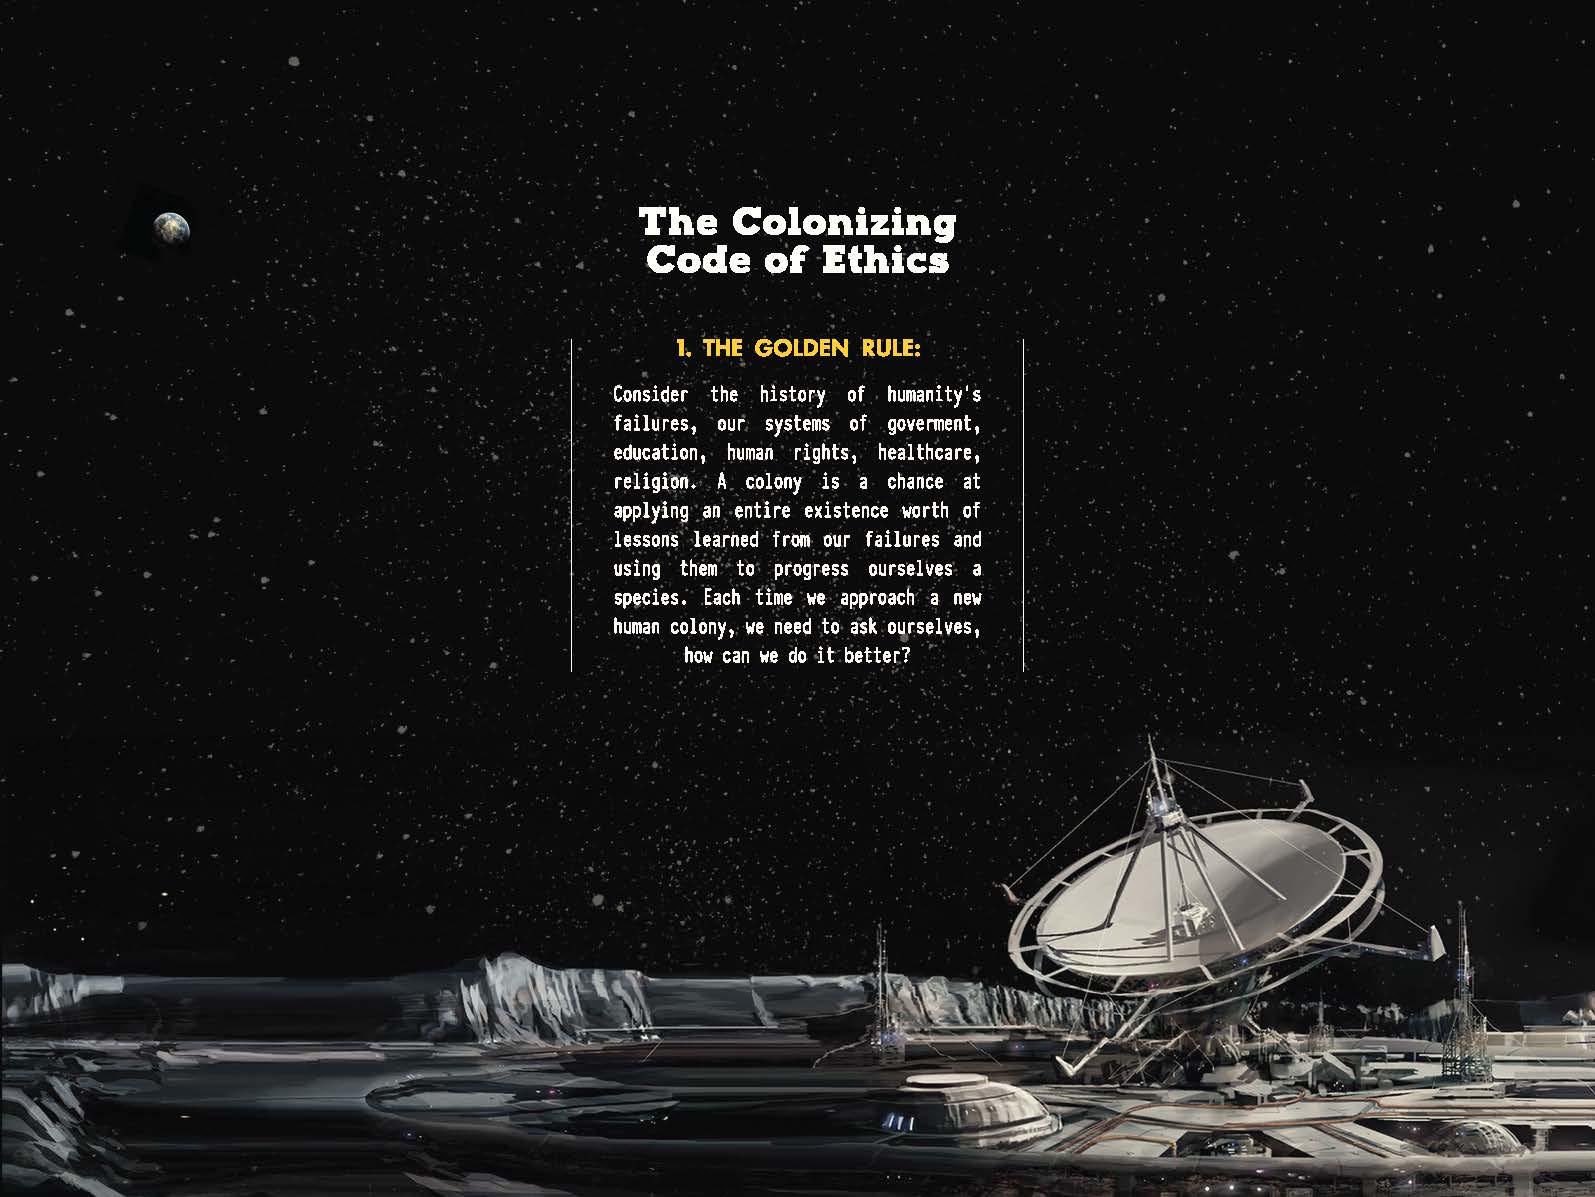 The Colonizing
Code of Ethics
1. THE GOLDEN RULE:
Consider the history of humanity's
failures, our systems of goverment,
education, human rights, healthcare,
religion. A colony is a chance at
applying an entire existence worth of
lessons learned from our failures and
using them to progress ourselves a
species. Each time we approach a new
human colony, we need to ask ourselves,
how can we do it better?